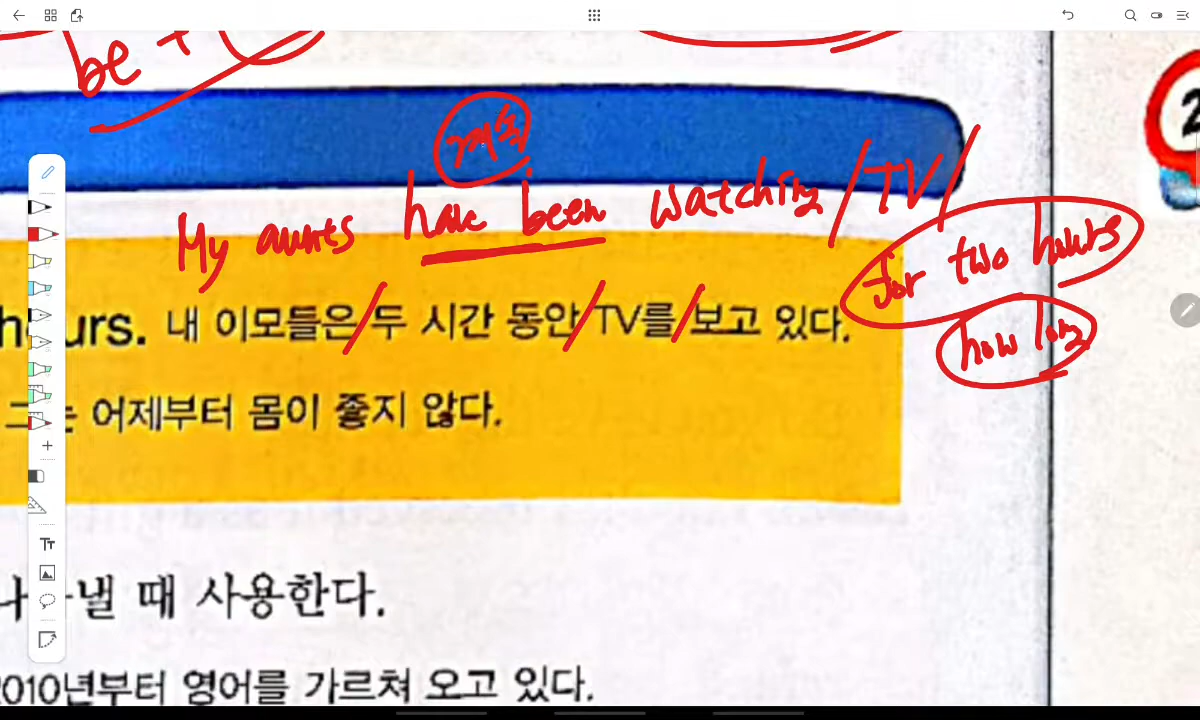 be +
계속
My aunts have been watching / TV /
for two hours
how long
2
hours. 내 이모들은/두 시간 동안/TV를/보고 있다.
그는 어제부터 몸이 좋지 않다.
낼 때 사용한다.
2010년부터 영어를 가르쳐 오고 있다.
Tt